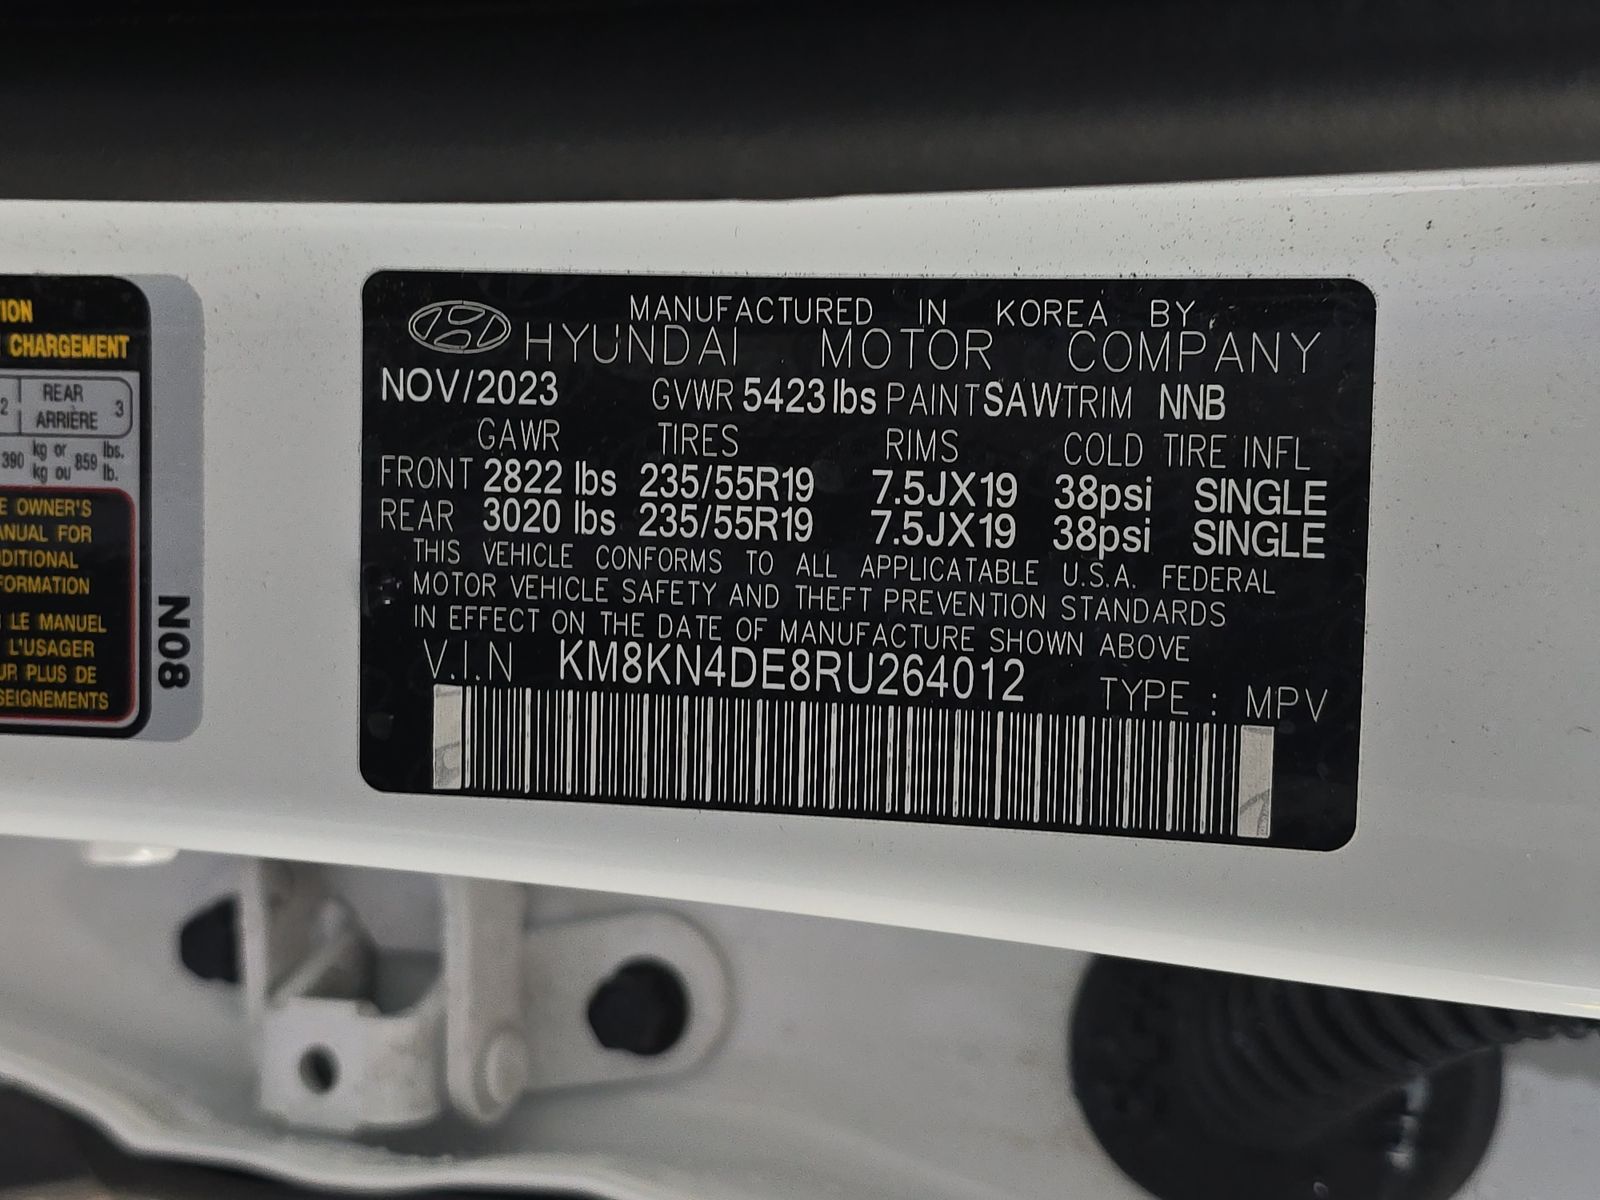 TION
CHARGEMENT
2 REAR 3
ARRIÈRE
390 kg or 859 lbs.
kg ou lb.
E OWNER'S
ANUAL FOR
DITIONAL
FORMATION
LE MANUEL
L'USAGER
UR PLUS DE
SEIGNEMENTS
N08
MANUFACTURED IN KOREA BY
HYUNDAI MOTOR COMPANY
NOV/2023 GVWR 5423 lbs PAINT SAW TRIM NNB
GAWR TIRES RIMS COLD TIRE INFL
FRONT 2822 lbs 235/55R19 7.5JX19 38psi SINGLE
REAR 3020 lbs 235/55R19 7.5JX19 38psi SINGLE
THIS VEHICLE CONFORMS TO ALL APPLICATABLE U.S.A. FEDERAL
MOTOR VEHICLE SAFETY AND THEFT PREVENTION STANDARDS
IN EFFECT ON THE DATE OF MANUFACTURE SHOWN ABOVE
V.I.N KM8KN4DE8RU264012 TYPE : MPV